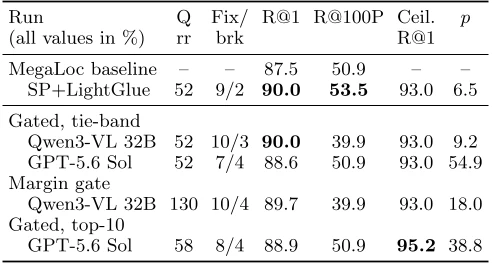 Run Q Fix/ R@1 R@100P Ceil. p
(all values in %) rr brk R@1
MegaLoc baseline – – 87.5 50.9 – –
SP+LightGlue 52 9/2 90.0 53.5 93.0 6.5
Gated, tie-band
Qwen3-VL 32B 52 10/3 90.0 39.9 93.0 9.2
GPT-5.6 Sol 52 7/4 88.6 50.9 93.0 54.9
Margin gate
Qwen3-VL 32B 130 10/4 89.7 39.9 93.0 18.0
Gated, top-10
GPT-5.6 Sol 58 8/4 88.9 50.9 95.2 38.8